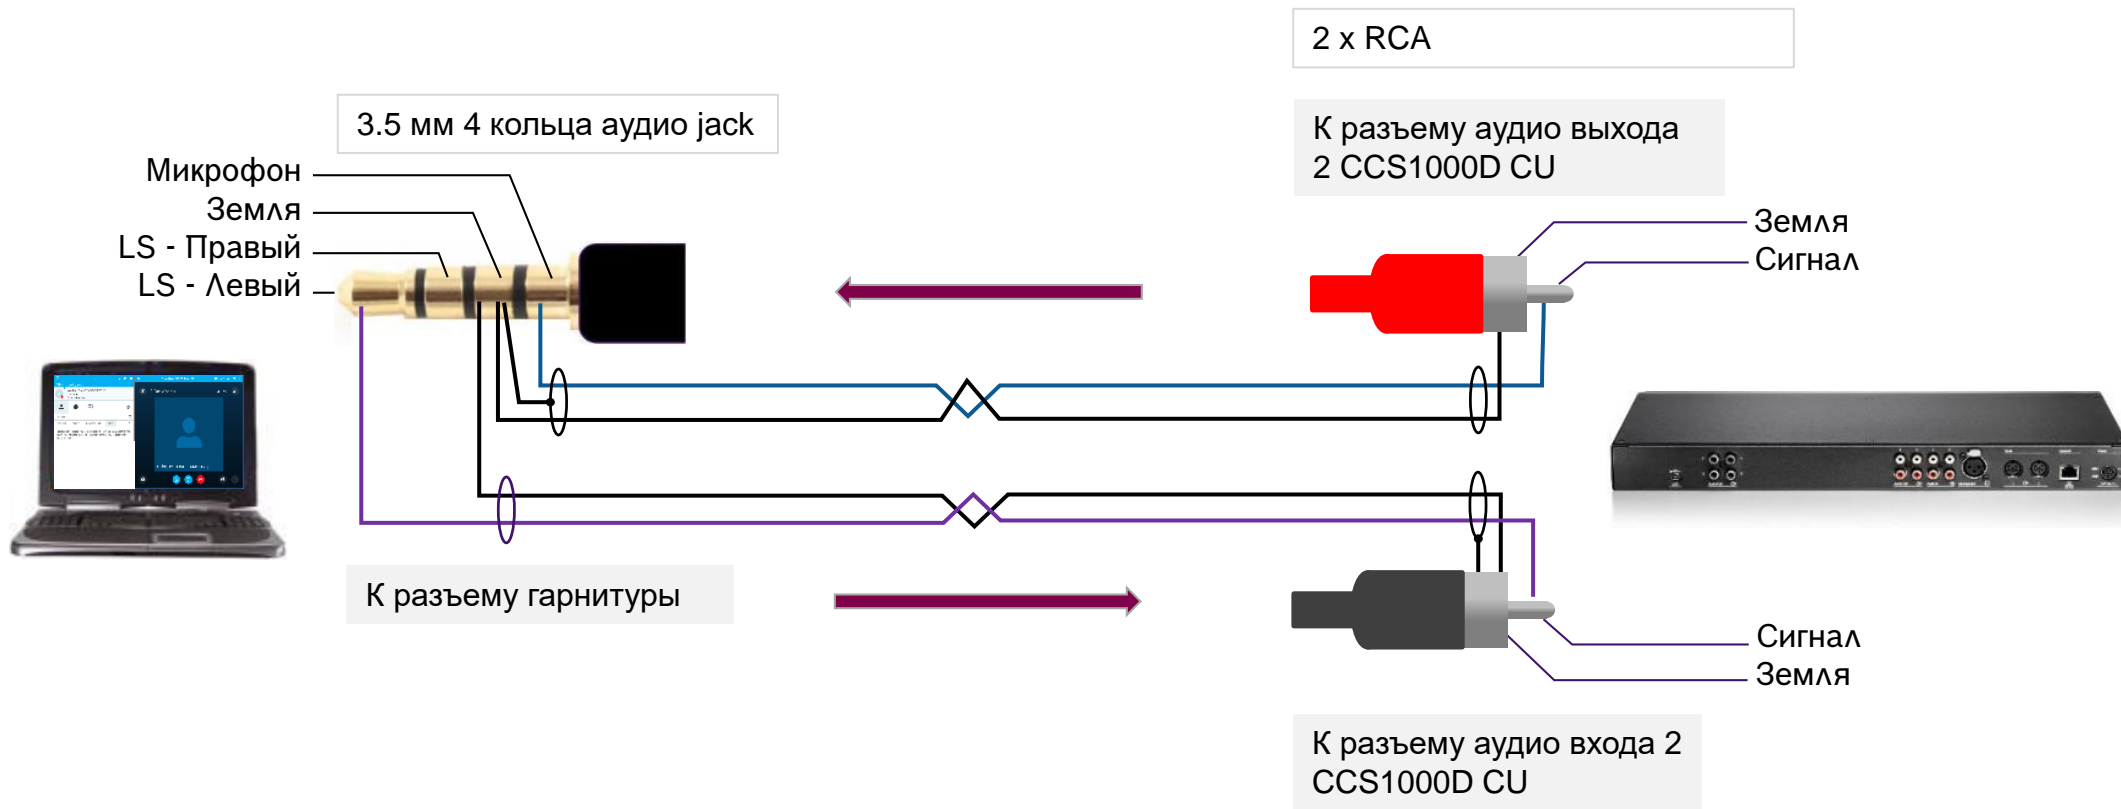 2 x RCA
3.5 мм 4 кольца аудио jack
К разъему аудио выхода
2 CCS1000D CU
Микрофон
Земля
LS - Правый
LS - Левый
Земля
Сигнал
К разъему гарнитуры
Сигнал
Земля
К разъему аудио входа 2
CCS1000D CU